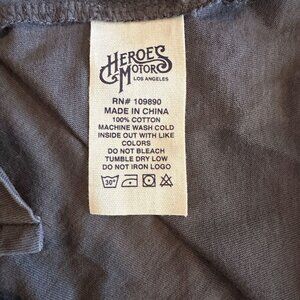 HEROES
MOTORS
LOS ANGELES
RN# 109890
MADE IN CHINA
100% COTTON
MACHINE WASH COLD
INSIDE OUT WITH LIKE
COLORS
DO NOT BLEACH
TUMBLE DRY LOW
DO NOT IRON LOGO
30°